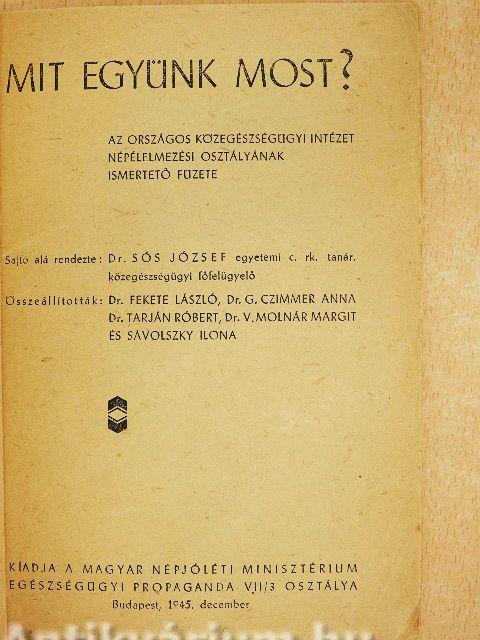 MIT EGYÜNK MOST?
AZ ORSZÁGOS KÖZEGÉSZSÉGÜGYI INTÉZET
NÉPÉLELMEZÉSI OSZTÁLYÁNAK
ISMERTETŐ FÜZETE
Sajtó alá rendezte: Dr. SÓS JÓZSEF egyetemi c. rk. tanár.
közegészségügyi főfelügyelő
Összeállították: Dr. FEKETE LÁSZLÓ, Dr. G. CZIMMER ANNA
Dr. TARJÁN RÓBERT, Dr. V. MOLNÁR MARGIT
ÉS SÁVOLSZKY ILONA
KIADJA A MAGYAR NÉPJÓLÉTI MINISZTÉRIUM
EGÉSZSÉGÜGYI PROPAGANDA VII/3 OSZTÁLYA
Budapest, 1945. december
Antikvárium.hu